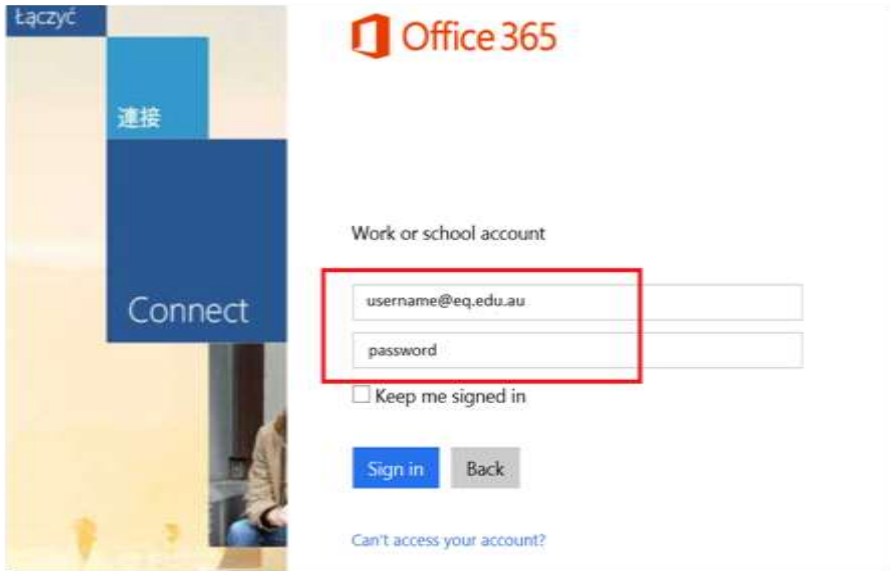 Łączyć
連接
Connect
Office 365
Work or school account
username@eq.edu.au
password
Keep me signed in
Sign in
Back
Can't access your account?